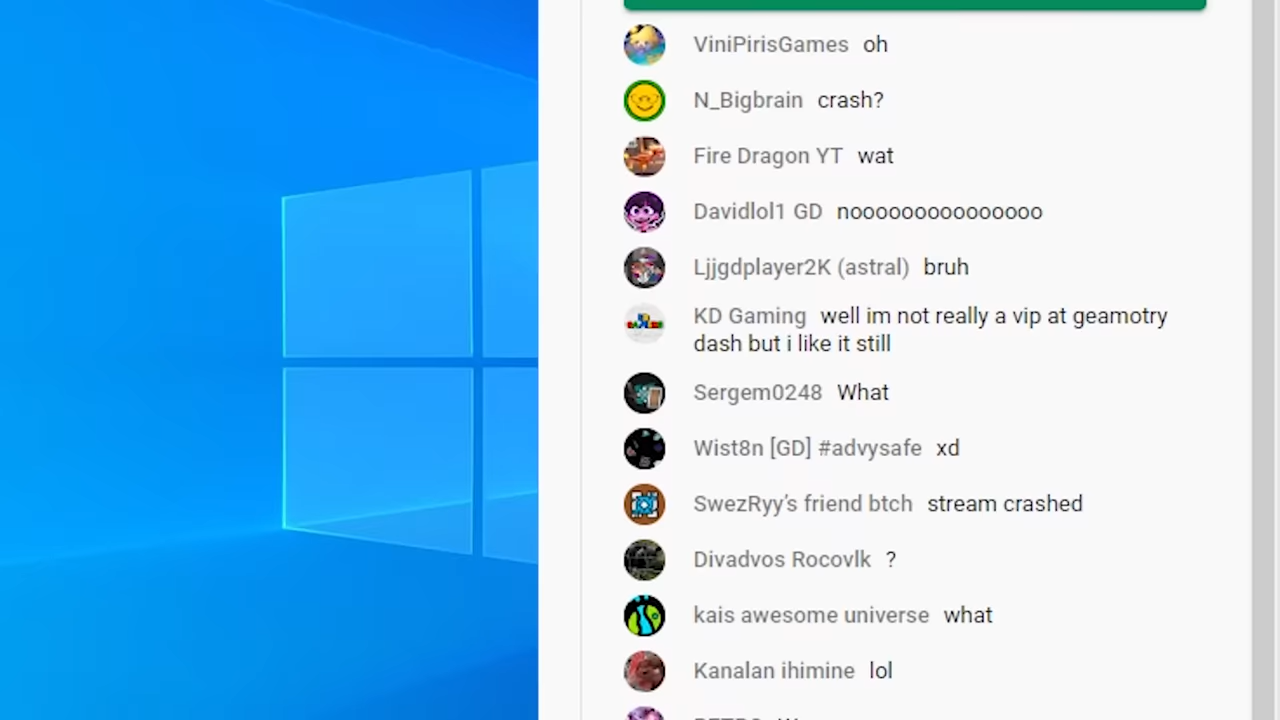 ViniPirisGames oh
N_Bigbrain crash?
Fire Dragon YT wat
Davidlol1 GD nooooooooooooooo
Ljjgdplayer2K (astral) bruh
KD Gaming well im not really a vip at geamotry
dash but i like it still
Sergem0248 What
Wist8n [GD] #advysafe xd
SwezRyy’s friend btch stream crashed
Divadvos Rocovlk ?
kais awesome universe what
Kanalan ihimine lol